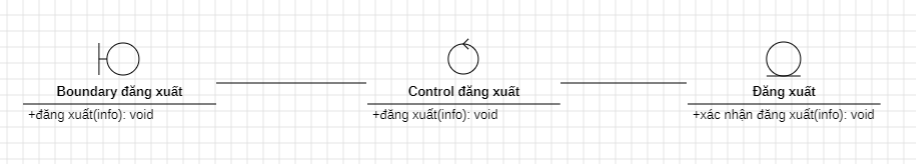 Boundary đăng xuất
Control đăng xuất
Đăng xuất
+đăng xuất(info): void
+đăng xuất(info): void
+xác nhận đăng xuất(info): void